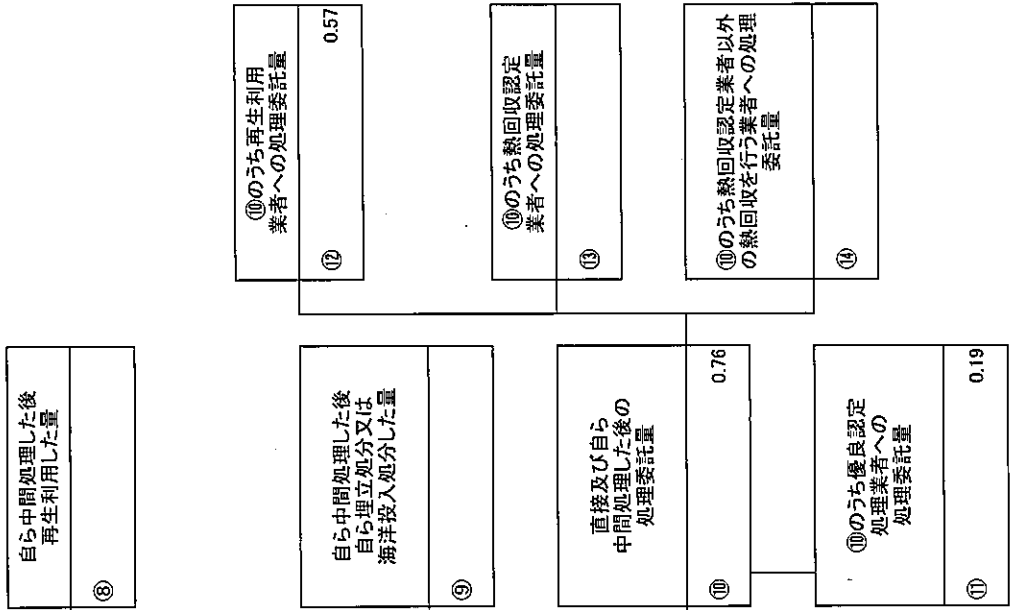 自ら中間処理した後
再生利用した量
⑧
自ら中間処理した後
自ら埋立処分又は
海洋投入処分した量
⑨
直接及び自ら
中間処理した後の
処理委託量
⑩ 0.76
⑩のうち優良認定
処理業者への
処理委託量
⑪ 0.19
⑩のうち再生利用
業者への処理委託量
⑫ 0.57
⑩のうち熱回収認定
業者への処理委託量
⑬
⑩のうち熱回収認定業者以外
の熱回収を行う業者への処理
委託量
⑭